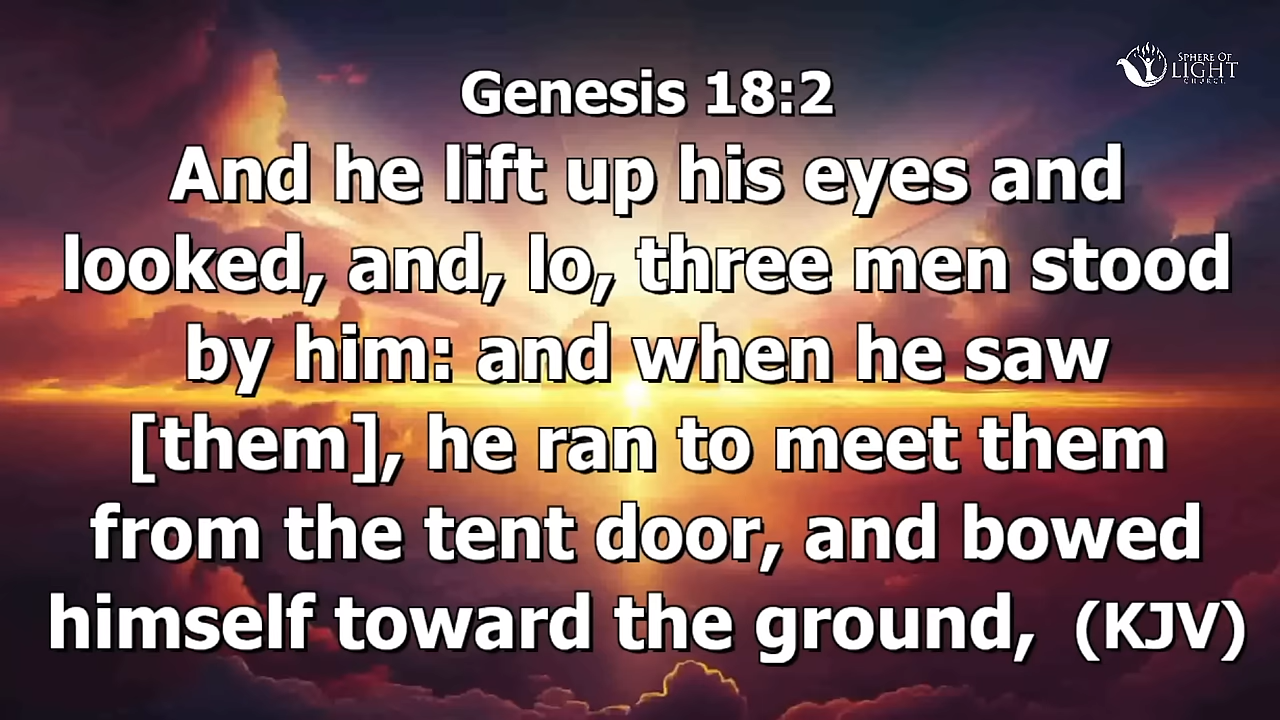 SPHERE OF
LIGHT
CHURCH
Genesis 18:2
And he lift up his eyes and
looked, and, lo, three men stood
by him: and when he saw
[them], he ran to meet them
from the tent door, and bowed
himself toward the ground, (KJV)